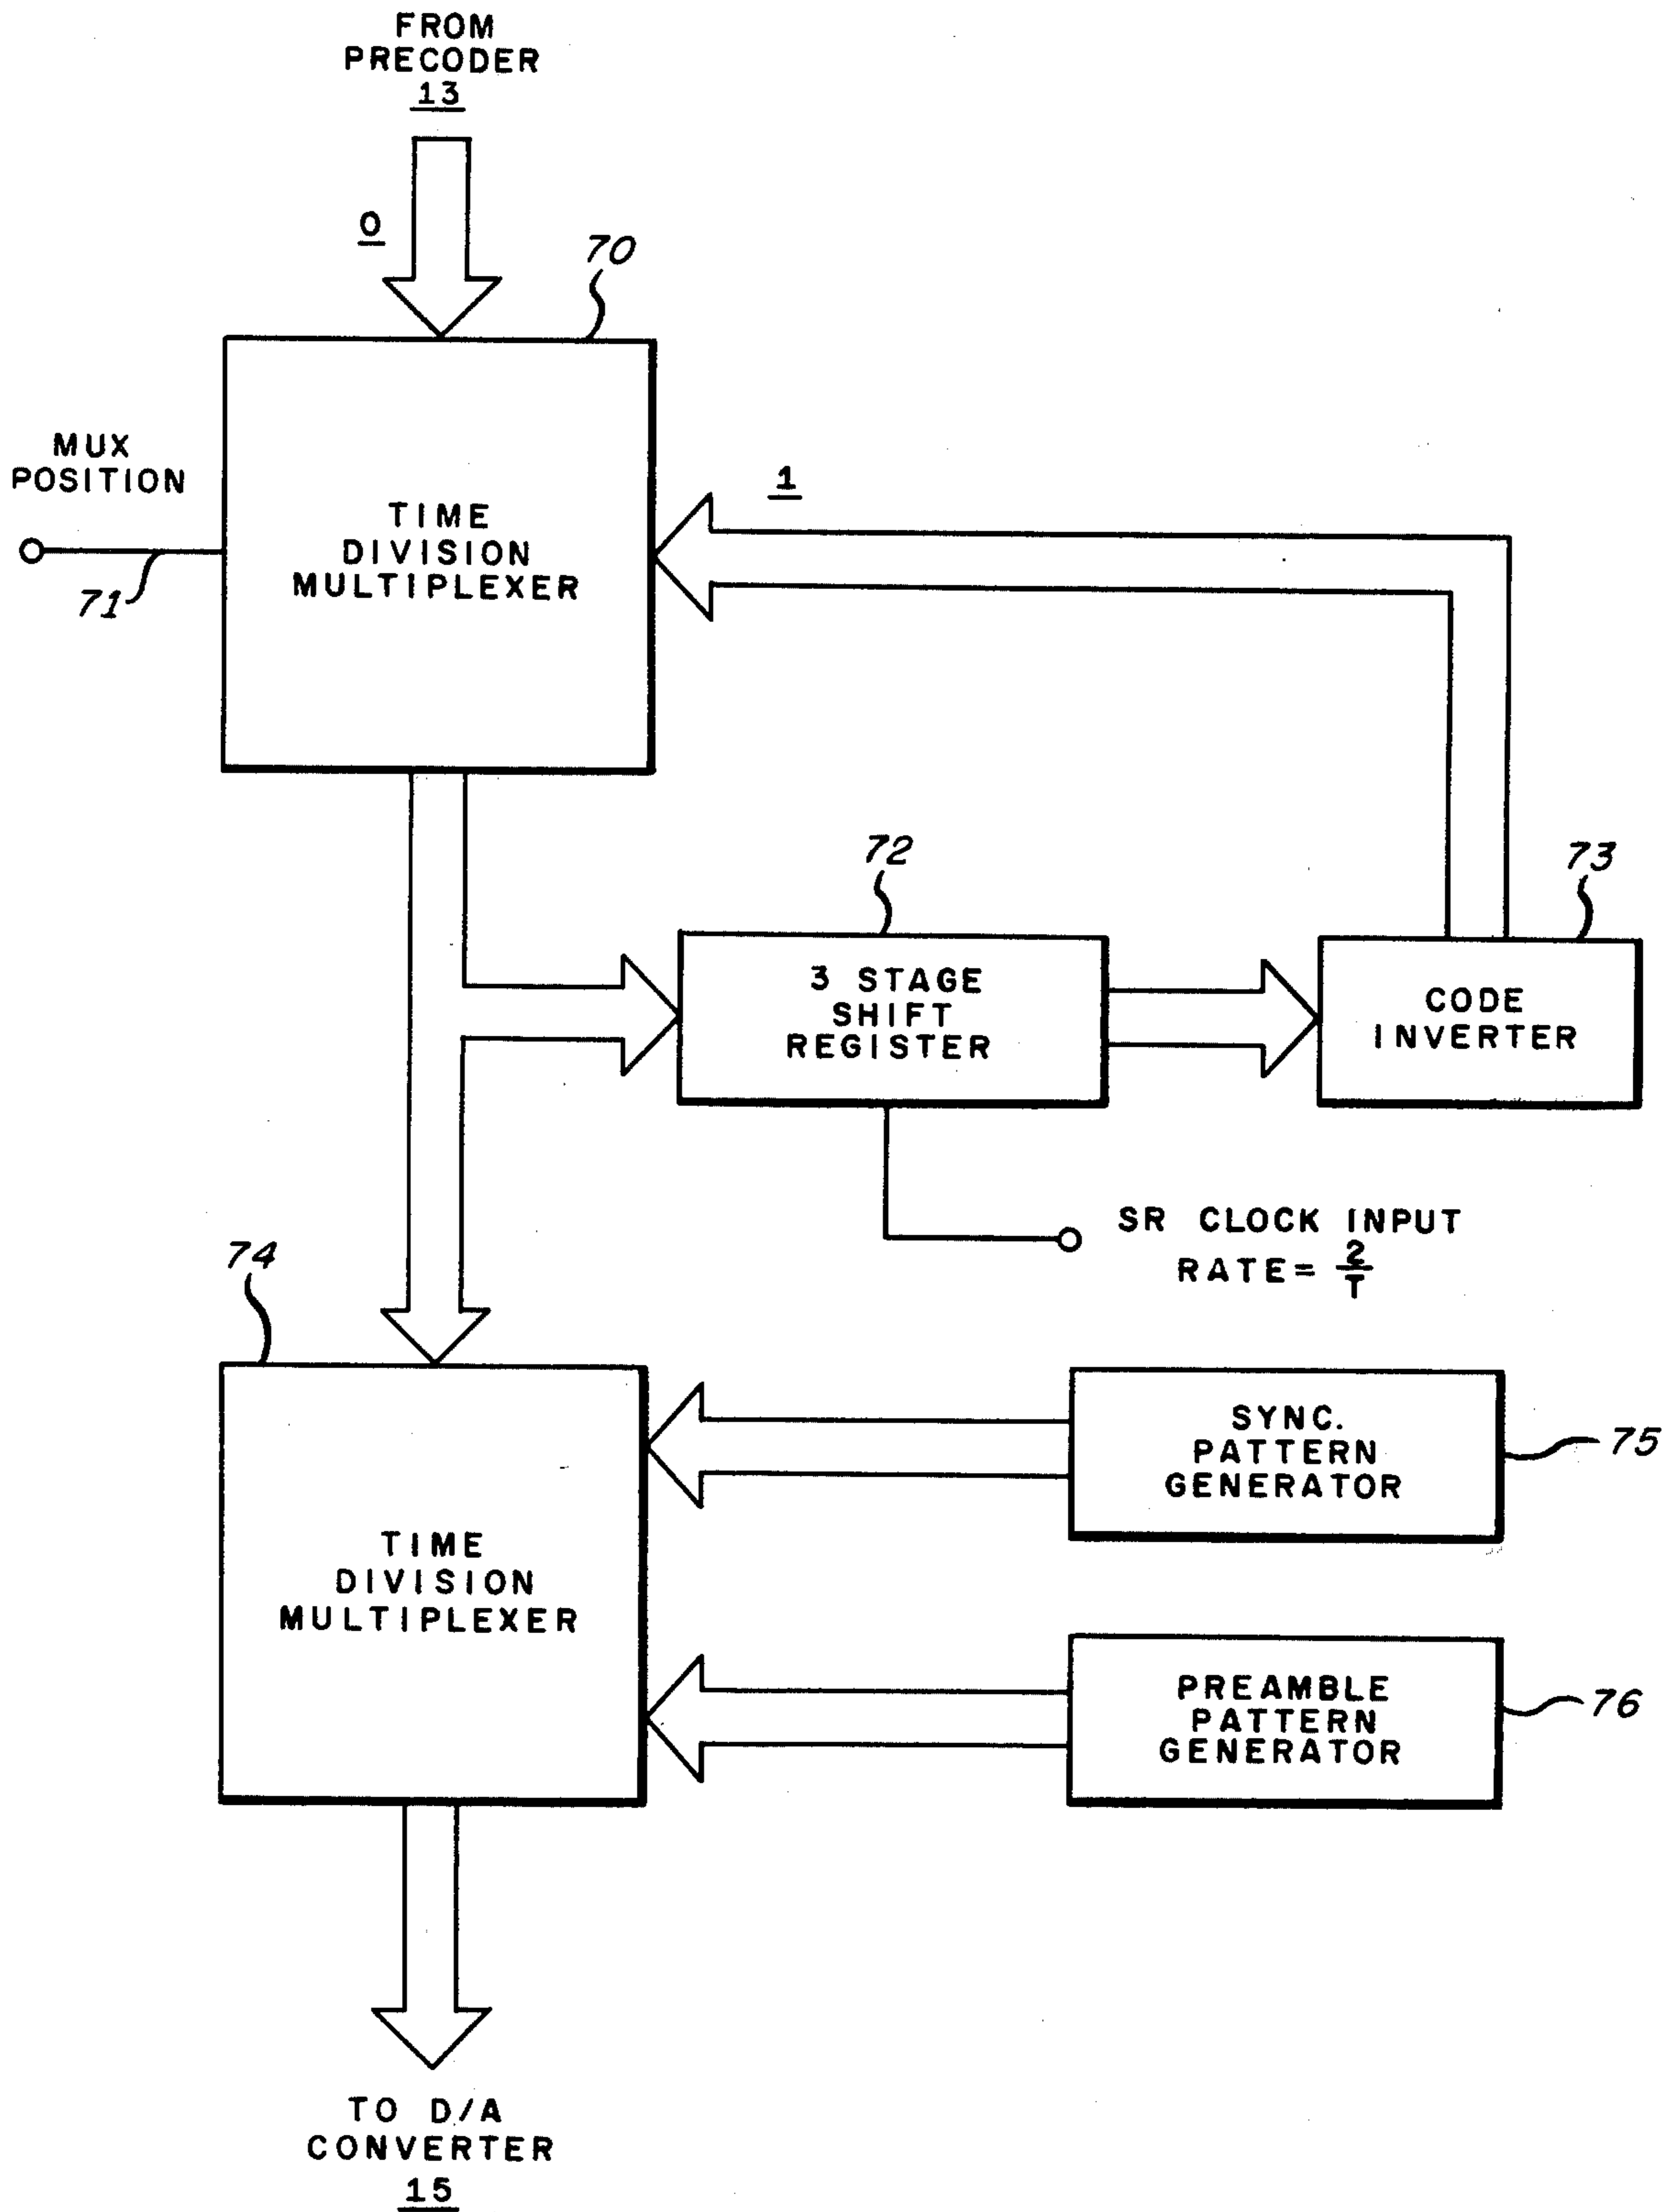 FROM
PRECODER
13
0
70
MUX
POSITION
1
TIME
DIVISION
MULTIPLEXER
71
72
73
3 STAGE
SHIFT
REGISTER
CODE
INVERTER
SR CLOCK INPUT
RATE = 2/T
74
SYNC.
PATTERN
GENERATOR
75
TIME
DIVISION
MULTIPLEXER
PREAMBLE
PATTERN
GENERATOR
76
TO D/A
CONVERTER
15